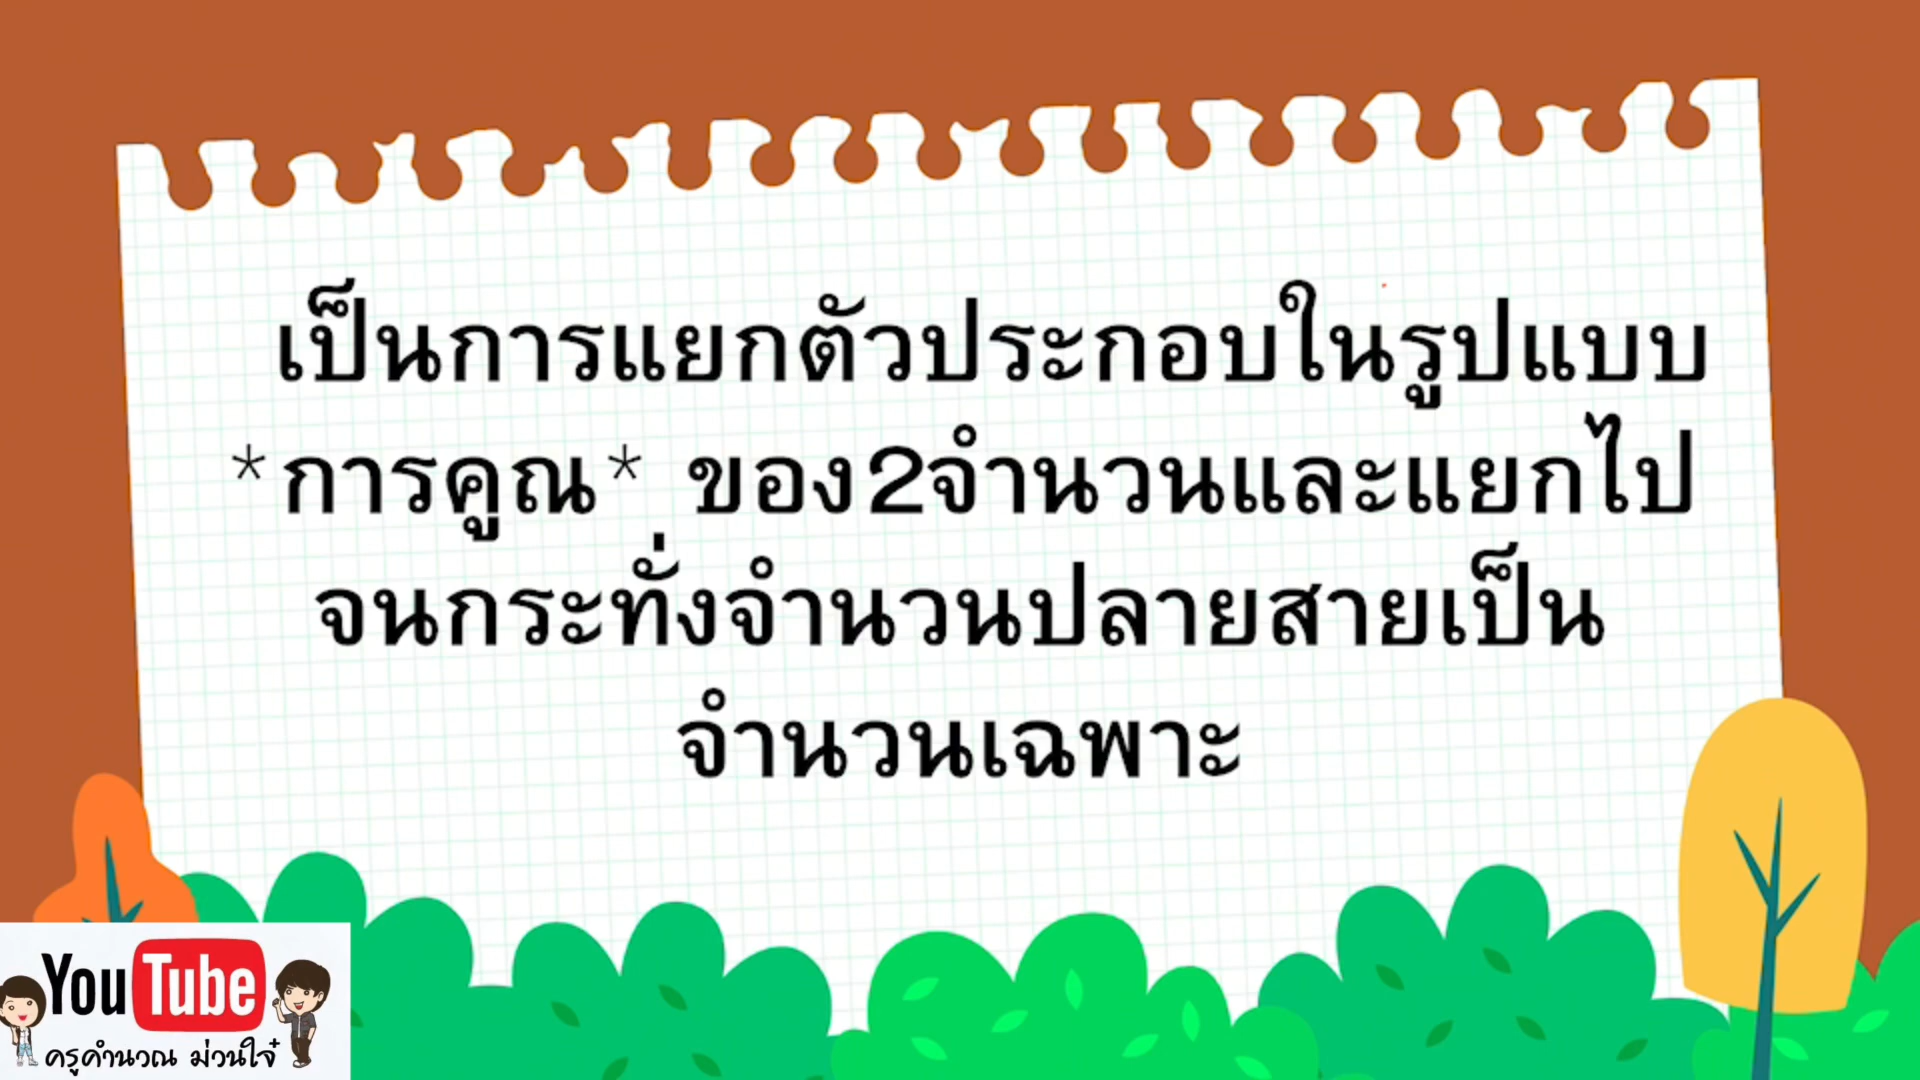 เป็นการแยกตัวประกอบในรูปแบบ
*การคูณ* ของ2จำนวนและแยกไป
จนกระทั่งจำนวนปลายสายเป็น
จำนวนเฉพาะ
YouTube
ครูคำนวณ ม่วนใจ๋